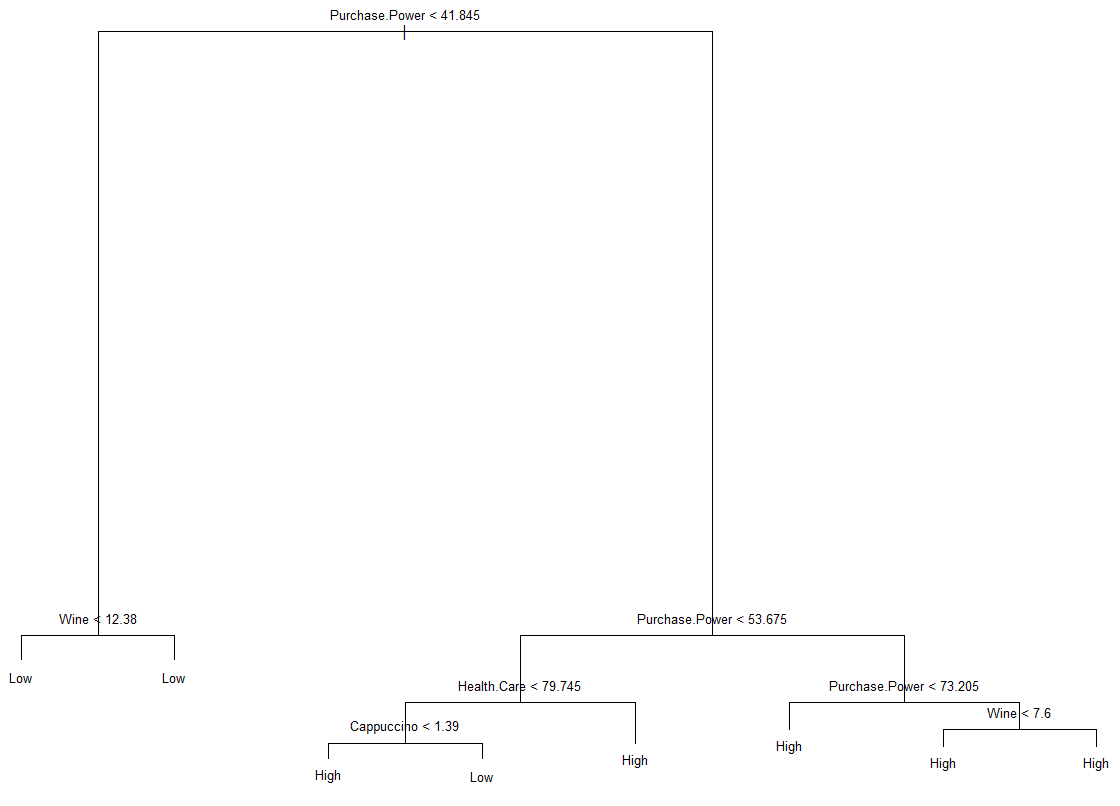 Purchase.Power < 41.845
Wine < 12.38
Purchase.Power < 53.675
Low
Low
Health.Care < 79.745
Purchase.Power < 73.205
Cappuccino < 1.39
Wine < 7.6
High
Low
High
High
High
High